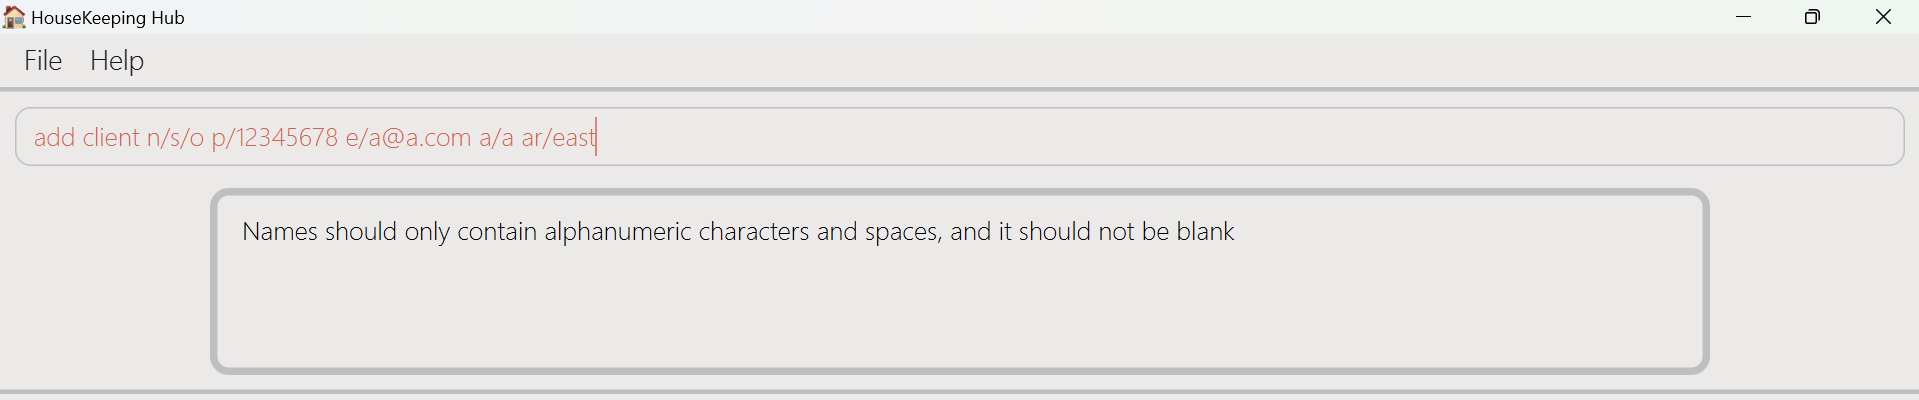 HouseKeeping Hub
File Help
add client n/s/o p/12345678 e/a@a.com a/a ar/east
Names should only contain alphanumeric characters and spaces, and it should not be blank